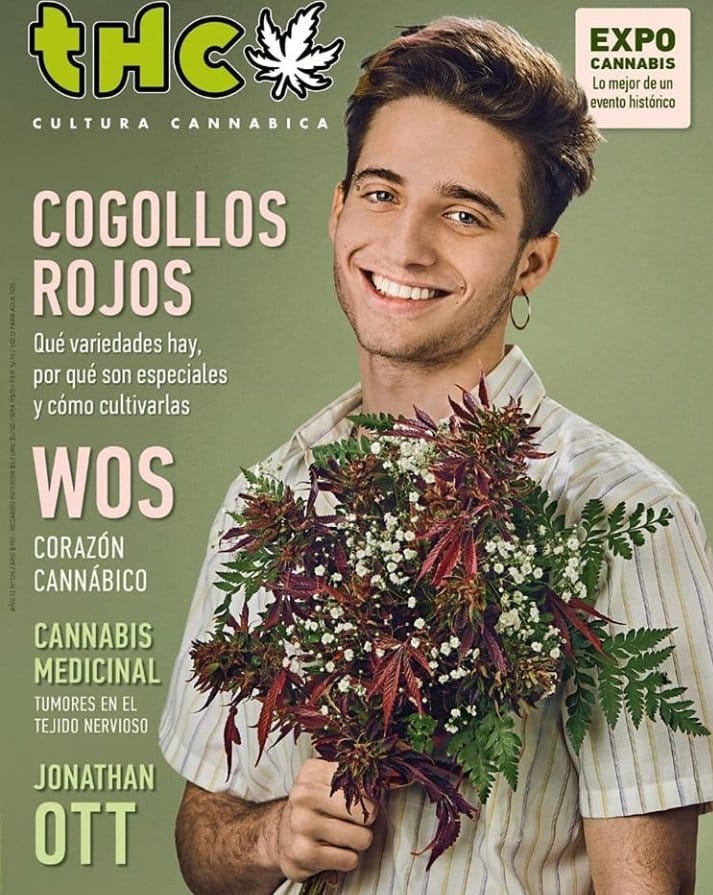 tHC
CULTURA CANNABICA
EXPO
CANNABIS
Lo mejor de un
evento histórico
COGOLLOS
ROJOS
Qué variedades hay,
por qué son especiales
y cómo cultivarlas
WOS
CORAZÓN
CANNÁBICO
CANNABIS
MEDICINAL
TUMORES EN EL
TEJIDO NERVIOSO
JONATHAN
OTT